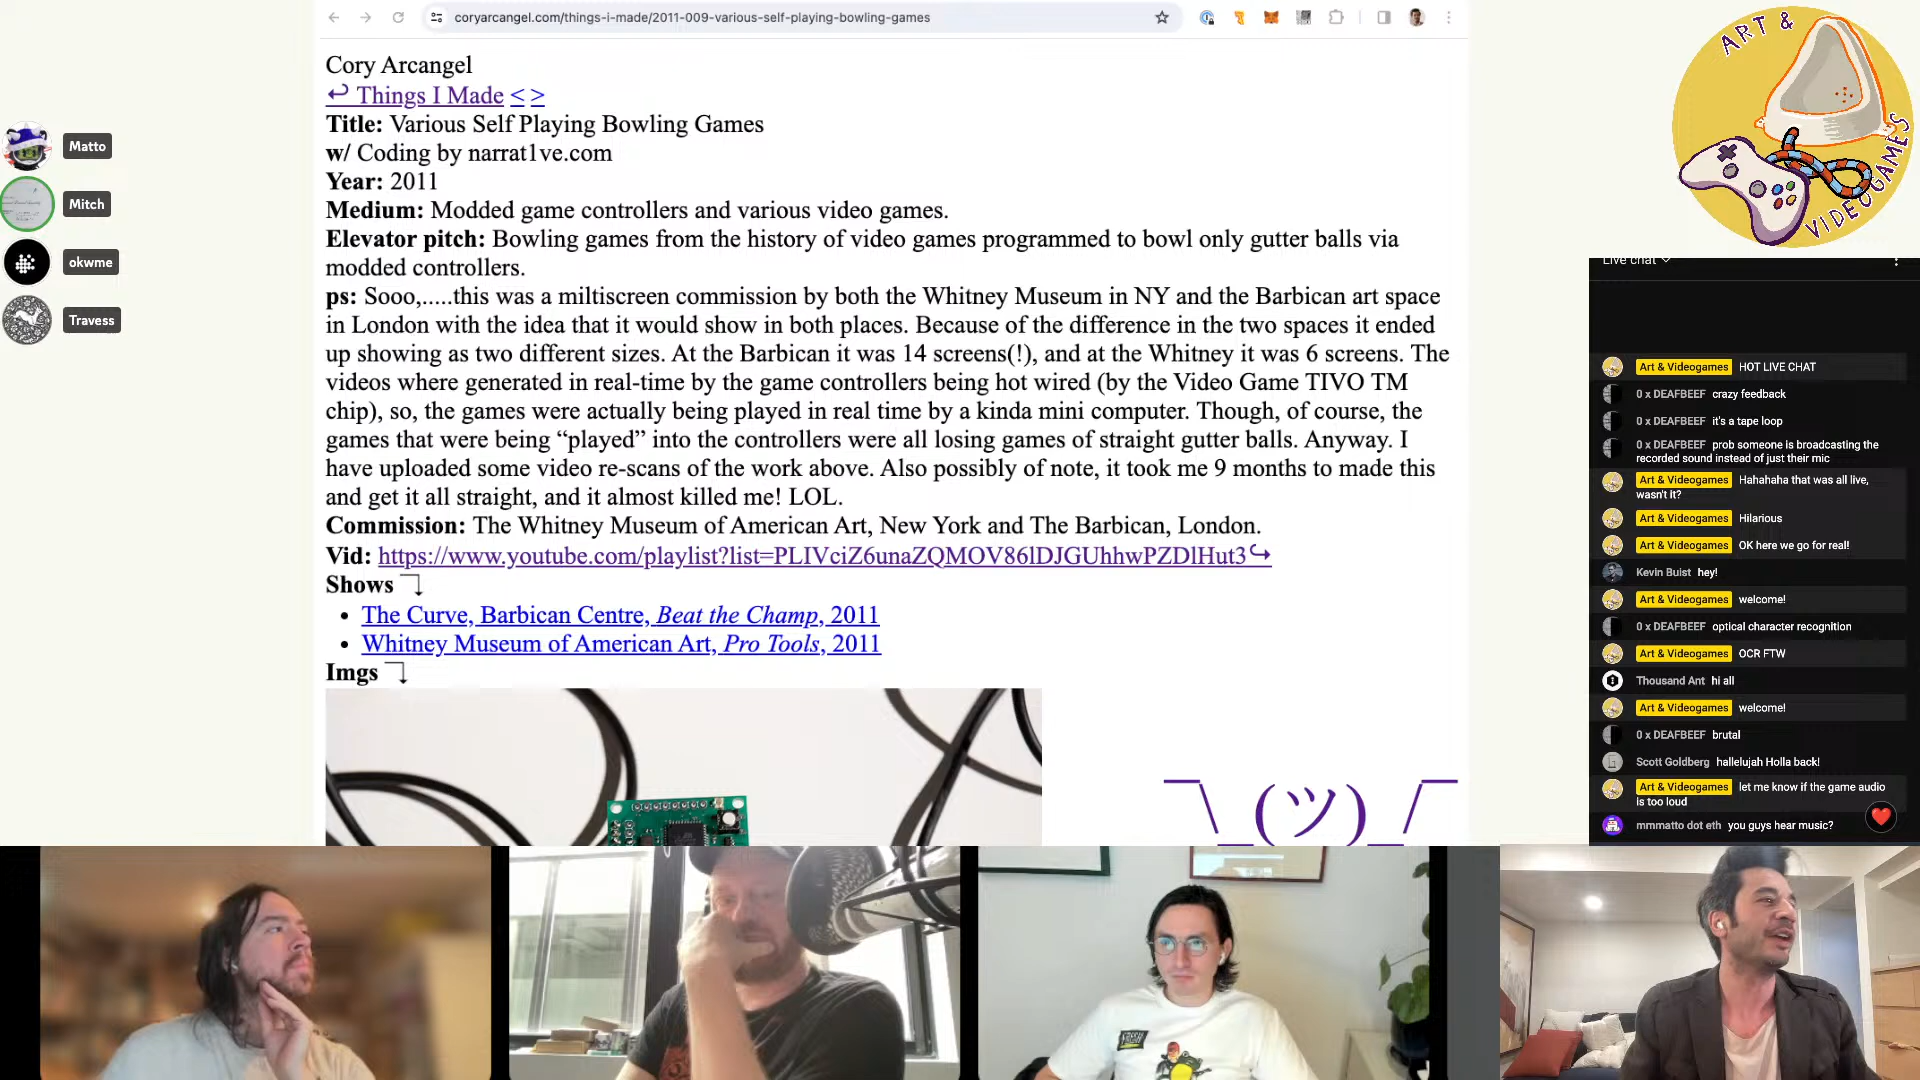 coryarcangel.com/things-i-made/2011-009-various-self-playing-bowling-games
Cory Arcangel
↩ Things I Made < >
Title: Various Self Playing Bowling Games
w/ Coding by narrat1ve.com
Year: 2011
Medium: Modded game controllers and various video games.
Elevator pitch: Bowling games from the history of video games programmed to bowl only gutter balls via
modded controllers.
ps: Sooo,.....this was a miltiscreen commission by both the Whitney Museum in NY and the Barbican art space
in London with the idea that it would show in both places. Because of the difference in the two spaces it ended
up showing as two different sizes. At the Barbican it was 14 screens(!), and at the Whitney it was 6 screens. The
videos where generated in real-time by the game controllers being hot wired (by the Video Game TIVO TM
chip), so, the games were actually being played in real time by a kinda mini computer. Though, of course, the
games that were being “played” into the controllers were all losing games of straight gutter balls. Anyway. I
have uploaded some video re-scans of the work above. Also possibly of note, it took me 9 months to made this
and get it all straight, and it almost killed me! LOL.
Commission: The Whitney Museum of American Art, New York and The Barbican, London.
Vid: https://www.youtube.com/playlist?list=PLIVciZ6unaZQMOV86lDJGUhhwPZDlHut3↪
Shows
• The Curve, Barbican Centre, Beat the Champ, 2011
• Whitney Museum of American Art, Pro Tools, 2011
Imgs
¯\_(ツ)_/¯
Matto
Mitch
okwme
Travess
ART &
VIDEOGAMES
Live chat
Art & Videogames HOT LIVE CHAT
0 x DEAFBEEF crazy feedback
0 x DEAFBEEF it's a tape loop
0 x DEAFBEEF prob someone is broadcasting the
recorded sound instead of just their mic
Art & Videogames Hahahaha that was all live,
wasn't it?
Art & Videogames Hilarious
Art & Videogames OK here we go for real!
Kevin Buist hey!
Art & Videogames welcome!
0 x DEAFBEEF optical character recognition
Art & Videogames OCR FTW
Thousand Ant hi all
Art & Videogames welcome!
0 x DEAFBEEF brutal
Scott Goldberg hallelujah Holla back!
Art & Videogames let me know if the game audio
is too loud
mmmatto dot eth you guys hear music?